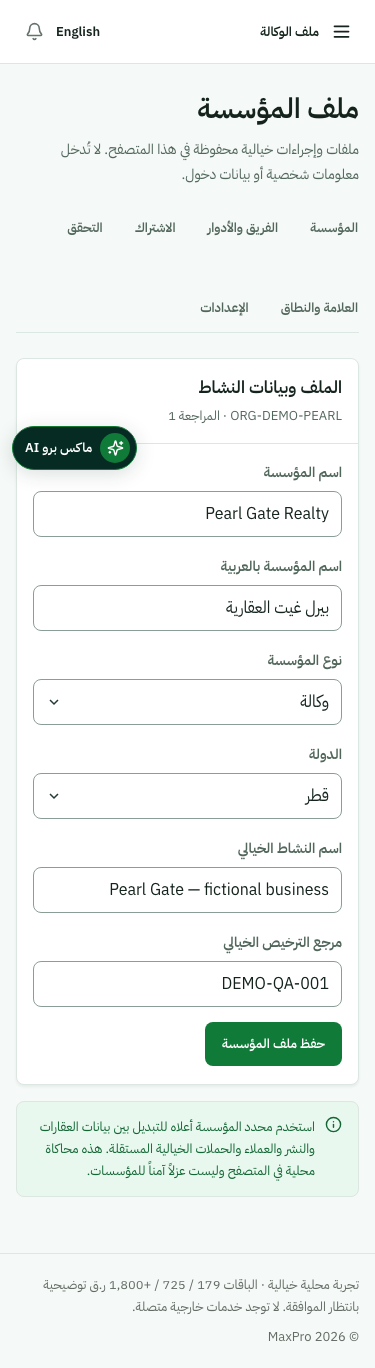 ملف الوكالة
English
ملف المؤسسة
ملفات وإجراءات خيالية محفوظة في هذا المتصفح. لا تُدخل
معلومات شخصية أو بيانات دخول.
المؤسسة
الفريق والأدوار
الاشتراك
التحقق
العلامة والنطاق
الإعدادات
الملف وبيانات النشاط
ORG-DEMO-PEARL · المراجعة 1
ماكس برو AI
اسم المؤسسة
Pearl Gate Realty
اسم المؤسسة بالعربية
بيرل غيت العقارية
نوع المؤسسة
وكالة
الدولة
قطر
اسم النشاط الخيالي
Pearl Gate — fictional business
مرجع الترخيص الخيالي
DEMO-QA-001
حفظ ملف المؤسسة
استخدم محدد المؤسسة أعلاه للتبديل بين بيانات العقارات
والنشر والعملاء والحملات الخيالية المستقلة. هذه محاكاة
محلية في المتصفح وليست عزلاً آمناً للمؤسسات.
تجربة محلية خيالية · الباقات 179 / 725 / +1,800 ر.ق توضيحية
بانتظار الموافقة. لا توجد خدمات خارجية متصلة.
© 2026 MaxPro